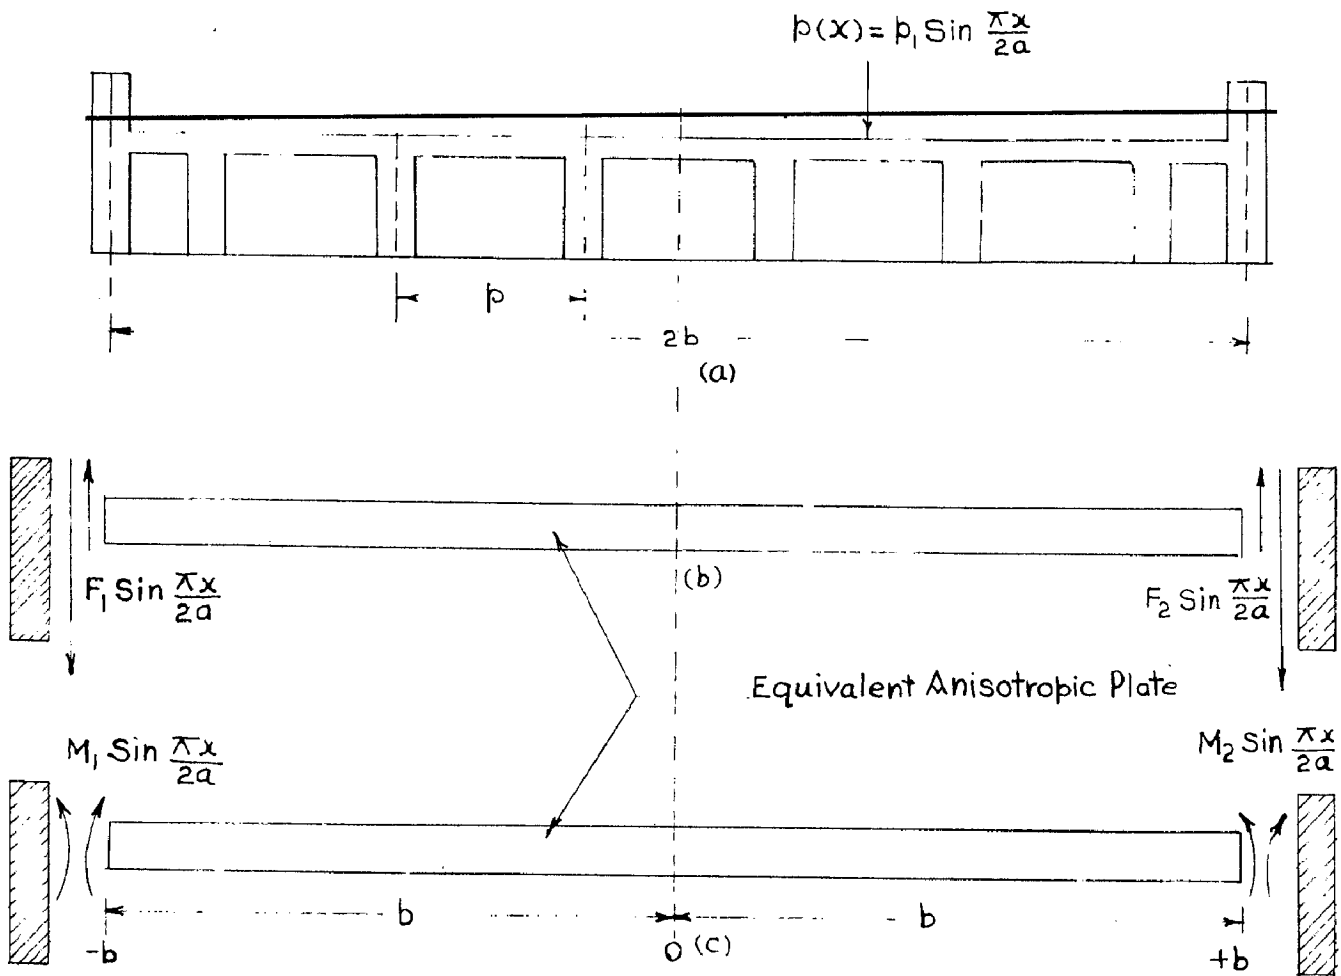 p(x) = p₁ Sin πx/2a
p
2b
(a)
F₁ Sin πx/2a
(b)
F₂ Sin πx/2a
Equivalent Anisotropic Plate
M₁ Sin πx/2a
M₂ Sin πx/2a
b
b
-b
0
(c)
+b